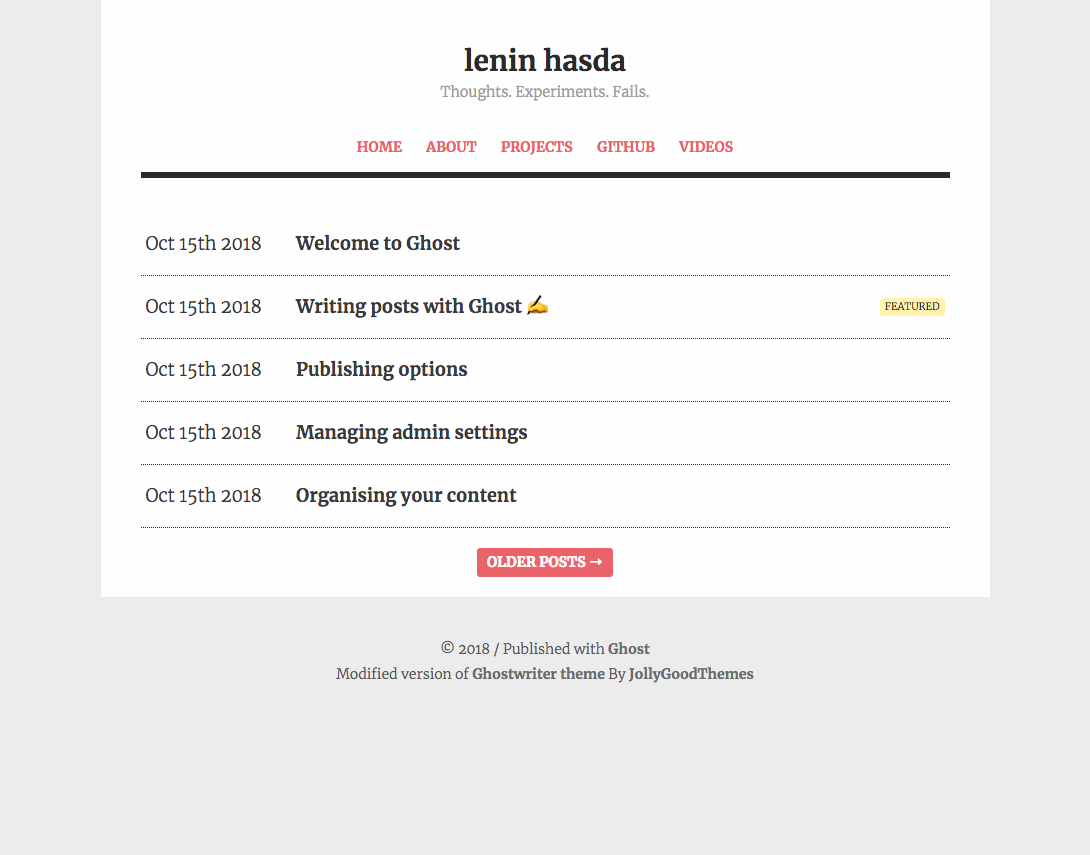 lenin hasda
Thoughts. Experiments. Fails.
HOME ABOUT PROJECTS GITHUB VIDEOS
Oct 15th 2018 Welcome to Ghost
Oct 15th 2018 Writing posts with Ghost ✍️ FEATURED
Oct 15th 2018 Publishing options
Oct 15th 2018 Managing admin settings
Oct 15th 2018 Organising your content
OLDER POSTS →
© 2018 / Published with Ghost
Modified version of Ghostwriter theme By JollyGoodThemes